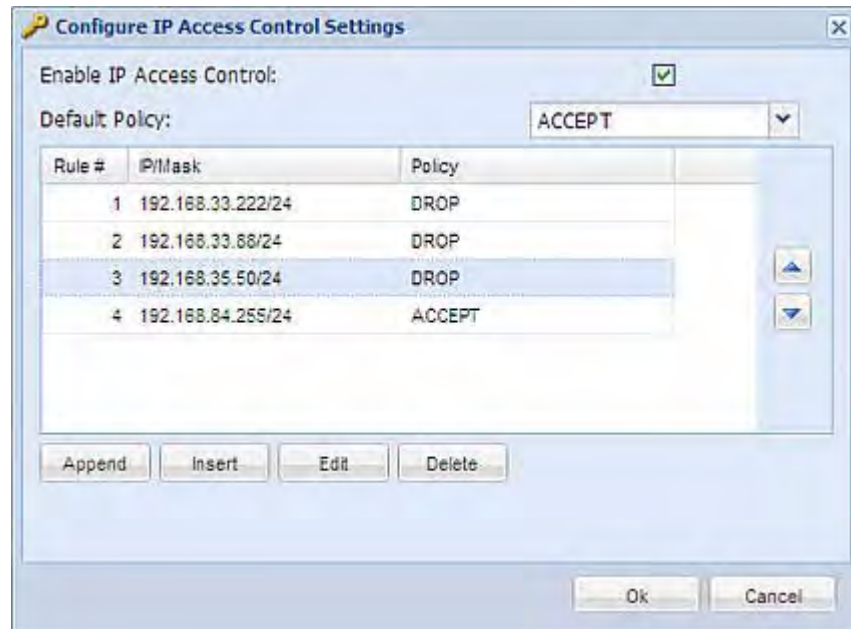 Configure IP Access Control Settings
Enable IP Access Control:
Default Policy: ACCEPT
Rule # IP/Mask Policy
1 192.168.33.222/24 DROP
2 192.168.33.88/24 DROP
3 192.168.35.50/24 DROP
4 192.168.84.255/24 ACCEPT
Append Insert Edit Delete
Ok Cancel